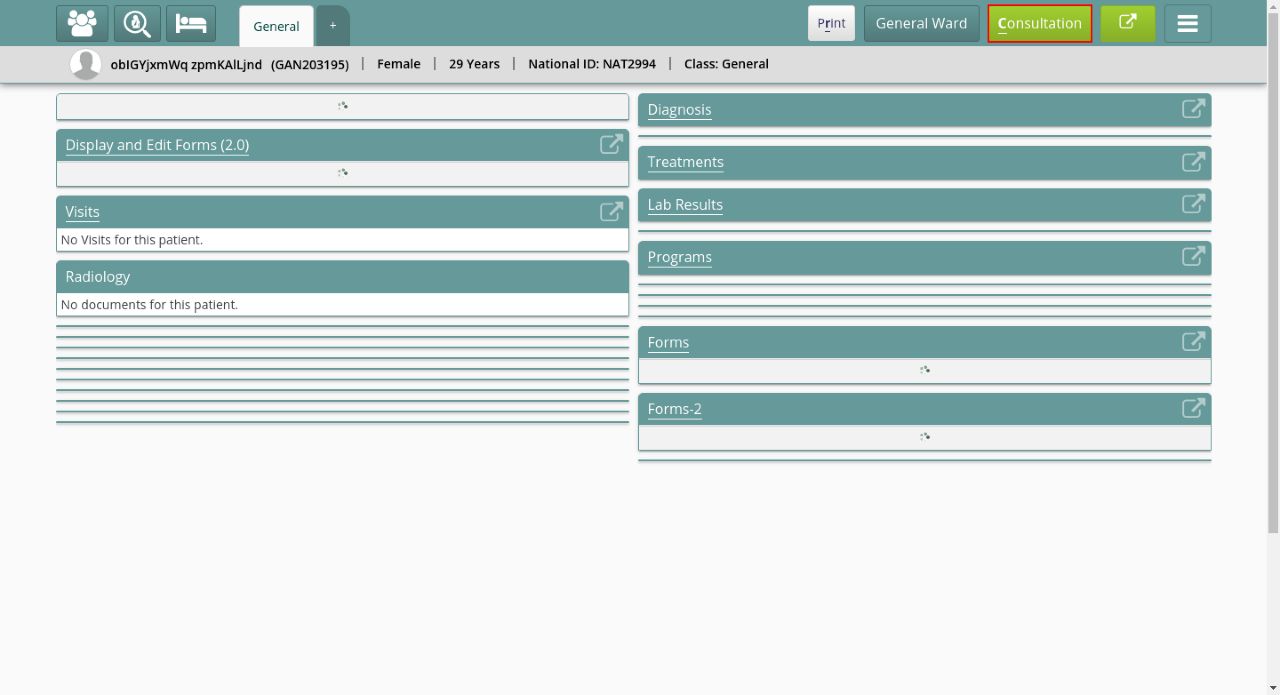 General
+
Print
General Ward
Consultation
obIGYjxmWq zpmKAlLjnd (GAN203195) | Female | 29 Years | National ID: NAT2994 | Class: General
Display and Edit Forms (2.0)
Visits
No Visits for this patient.
Radiology
No documents for this patient.
Diagnosis
Treatments
Lab Results
Programs
Forms
Forms-2